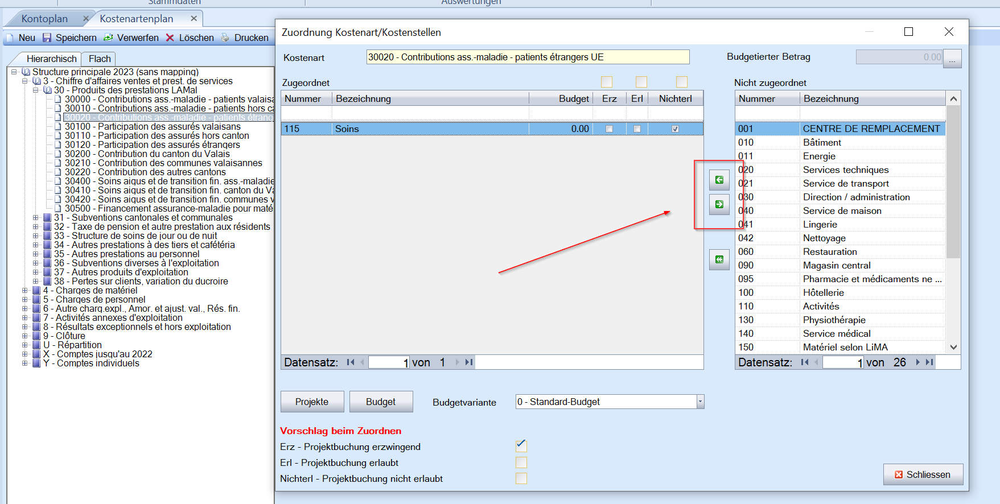 Stammdaten
Auswertungen
Kontoplan
Kostenartenplan
Neu
Speichern
Verwerfen
Löschen
Drucken
Hierarchisch
Flach
Structure principale 2023 (sans mapping)
3 - Chiffre d'affaires ventes et prest. de services
30 - Produits des prestations LAMal
30000 - Contributions ass.-maladie - patients valaisa
30010 - Contributions ass.-maladie - patients hors ca
30020 - Contributions ass.-maladie - patients étrang
30100 - Participation des assurés valaisans
30110 - Participation des assurés hors canton
30120 - Participation des assurés étrangers
30200 - Contribution du canton du Valais
30210 - Contribution des communes valaisannes
30220 - Contribution des autres cantons
30400 - Soins aigus et de transition fin. ass.-maladie
30410 - Soins aigus et de transition fin. canton du Va
30420 - Soins aigus et de transition fin. communes v
30500 - Financement assurance-maladie pour maté
31 - Subventions cantonales et communales
32 - Taxe de pension et autre prestation aux résidents
33 - Structure de soins de jour ou de nuit
34 - Autres prestations à des tiers et cafétéria
35 - Autres prestations au personnel
36 - Subventions diverses à l'exploitation
37 - Autres produits d'exploitation
38 - Pertes sur clients, variation du ducroire
4 - Charges de matériel
5 - Charges de personnel
6 - Autre charg.expl., Amor. et ajust. val., Rés. fin.
7 - Activités annexes d'exploitation
8 - Résultats exceptionnels et hors exploitation
9 - Clôture
U - Répartition
X - Comptes jusqu'au 2022
Y - Comptes individuels
Zuordnung Kostenart/Kostenstellen
Kostenart
30020 - Contributions ass.-maladie - patients étrangers UE
Budgetierter Betrag
0.00
...
Zugeordnet
Nummer Bezeichnung Budget Erz Erl Nichterl
115 Soins 0.00
Datensatz: 1 von 1
Nicht zugeordnet
Nummer Bezeichnung
001 CENTRE DE REMPLACEMENT
010 Bâtiment
011 Energie
020 Services techniques
021 Service de transport
030 Direction / administration
040 Service de maison
041 Lingerie
042 Nettoyage
060 Restauration
090 Magasin central
095 Pharmacie et médicaments ne ...
100 Hôtellerie
110 Activités
130 Physiothérapie
140 Service médical
150 Matériel selon LiMA
Datensatz: 1 von 26
Projekte
Budget
Budgetvariante
0 - Standard-Budget
Vorschlag beim Zuordnen
Erz - Projektbuchung erzwingend
Erl - Projektbuchung erlaubt
Nichterl - Projektbuchung nicht erlaubt
Schliessen